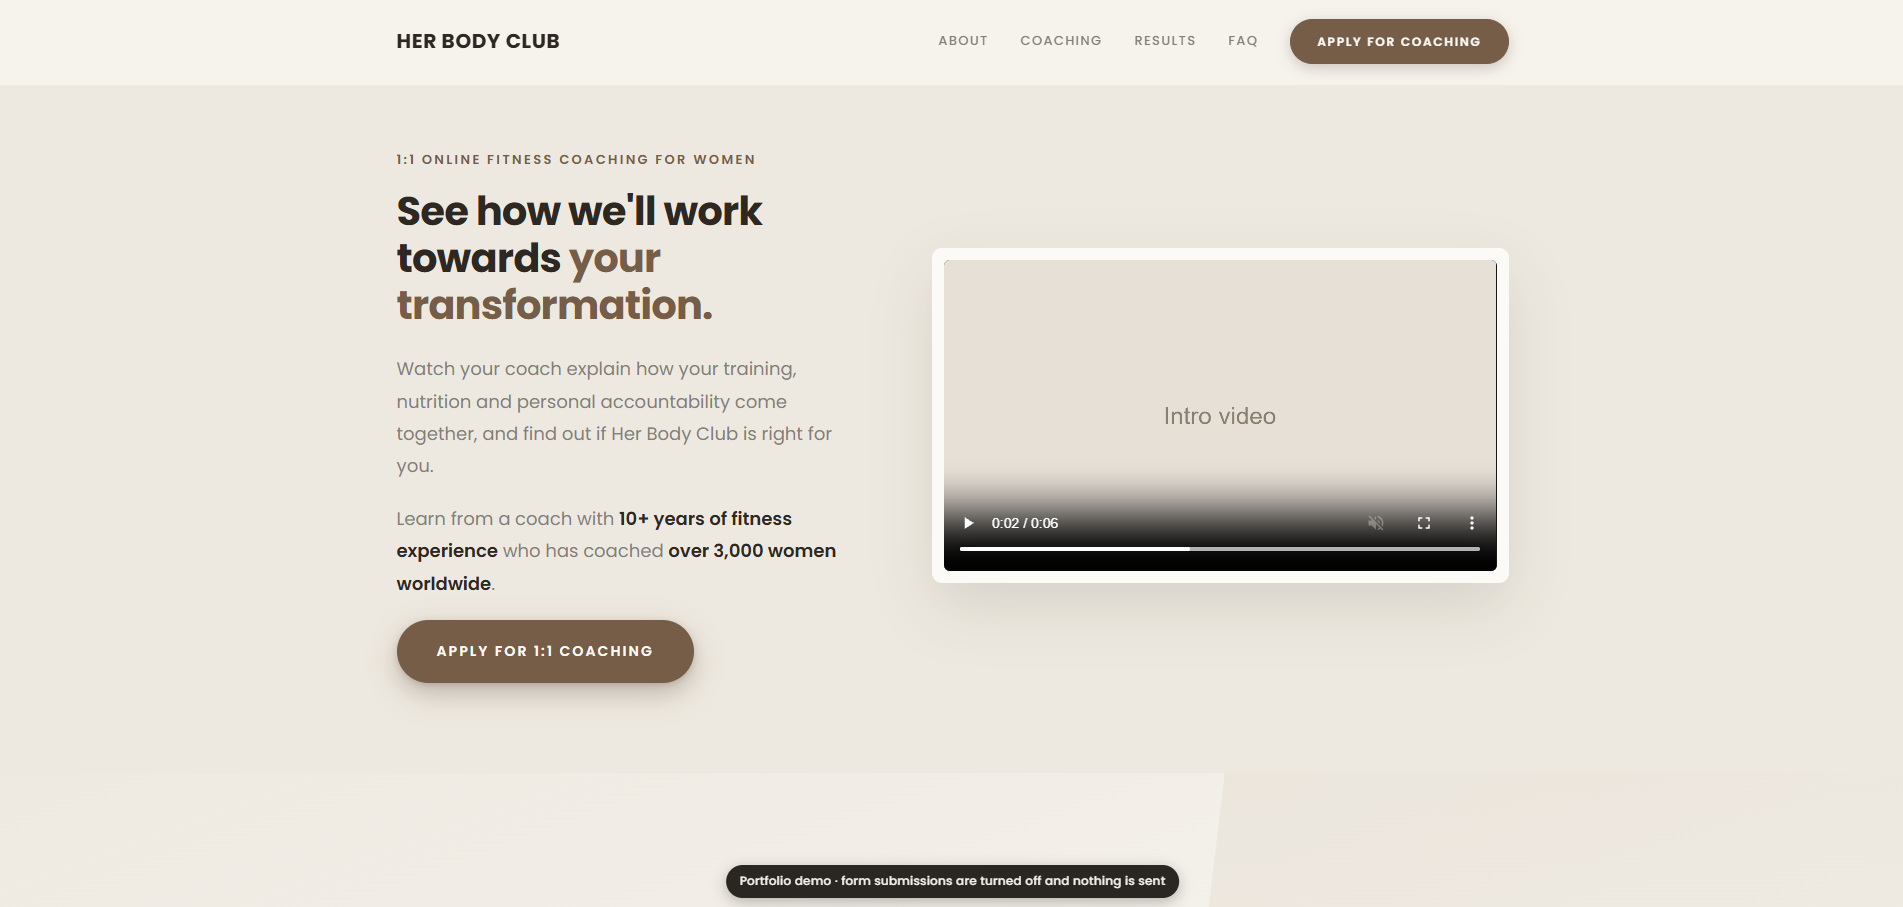 HER BODY CLUB
ABOUT
COACHING
RESULTS
FAQ
APPLY FOR COACHING
1:1 ONLINE FITNESS COACHING FOR WOMEN
See how we'll work
towards your
transformation.
Watch your coach explain how your training,
nutrition and personal accountability come
together, and find out if Her Body Club is right for
you.
Learn from a coach with 10+ years of fitness
experience who has coached over 3,000 women
worldwide.
APPLY FOR 1:1 COACHING
Intro video
0:02 / 0:06
Portfolio demo · form submissions are turned off and nothing is sent